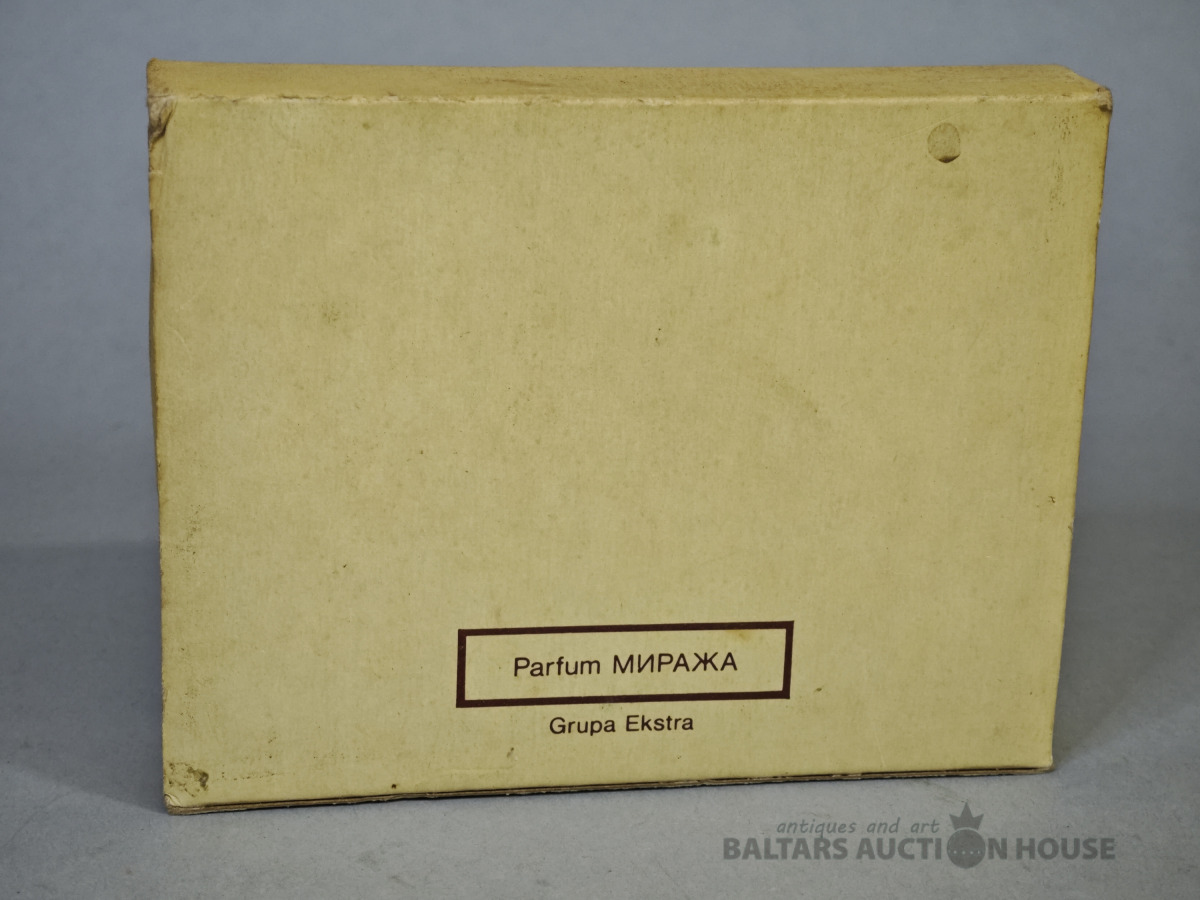 Parfum МИРАЖА
Grupa Ekstra
antiques and art
BALTARS AUCTION HOUSE